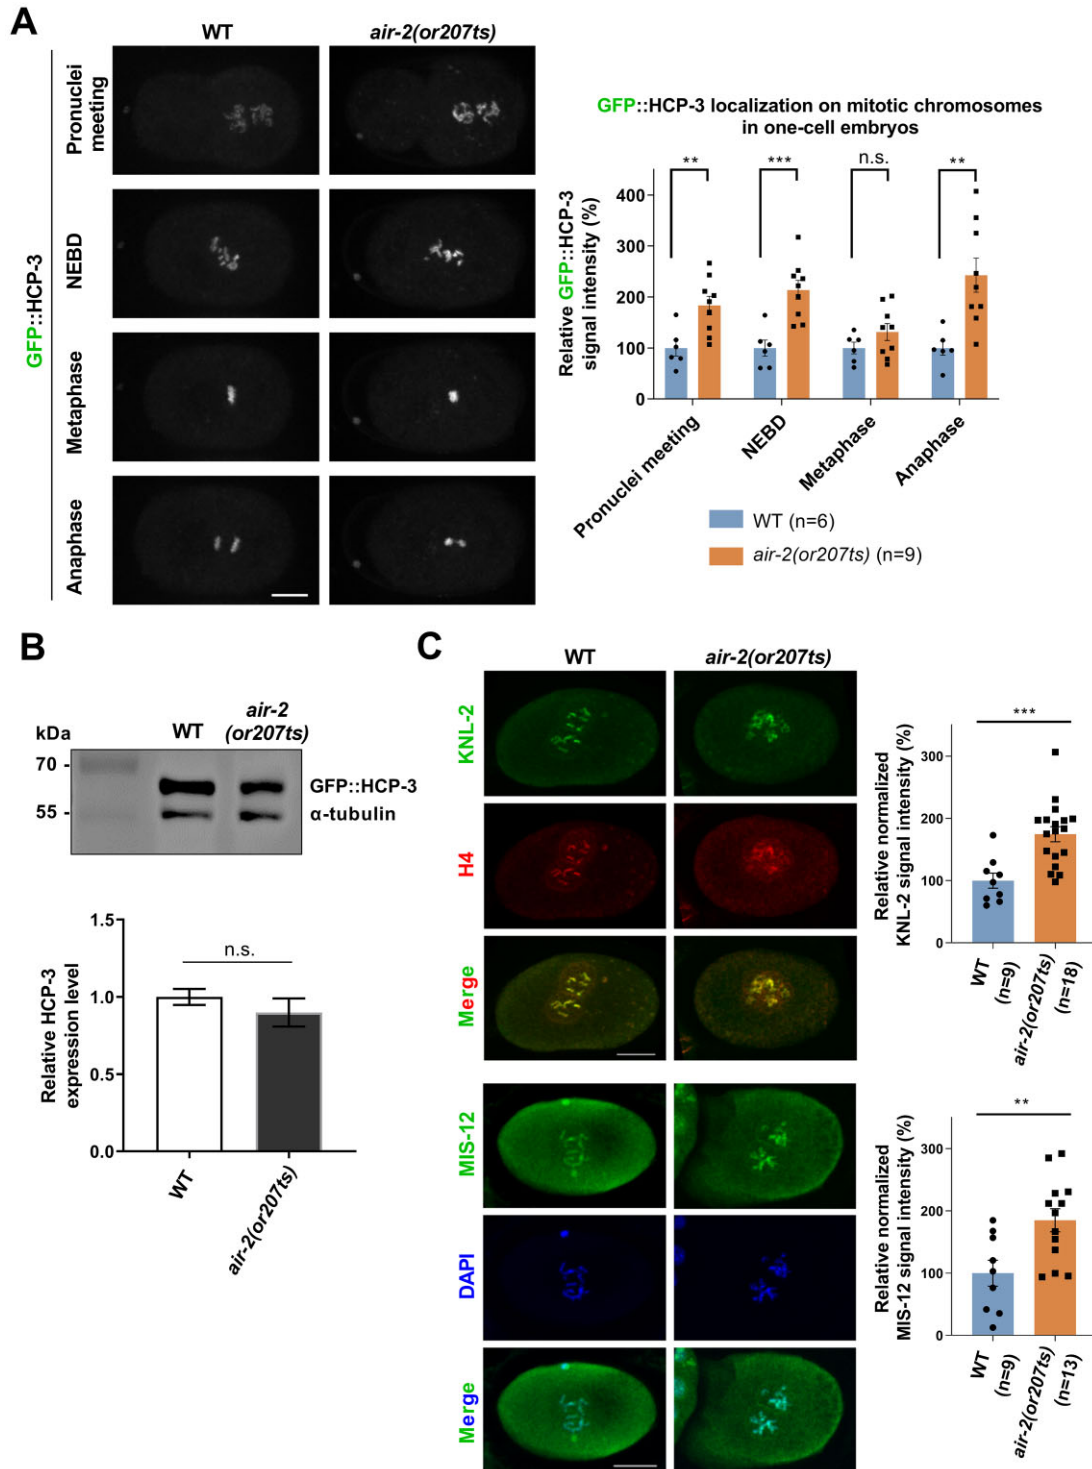 A
WT
air-2(or207ts)
GFP::HCP-3
Pronuclei
meeting
NEBD
Metaphase
Anaphase
GFP::HCP-3 localization on mitotic chromosomes
in one-cell embryos
Relative GFP::HCP-3
signal intensity (%)
** *** n.s. **
400
300
200
100
0
Pronuclei meeting
NEBD
Metaphase
Anaphase
WT (n=6)
air-2(or207ts) (n=9)
B
kDa
WT
air-2
(or207ts)
70 -
55 -
GFP::HCP-3
α-tubulin
Relative HCP-3
expression level
n.s.
1.5
1.0
0.5
0.0
WT
air-2(or207ts)
C
WT
air-2(or207ts)
KNL-2
H4
Merge
Relative normalized
KNL-2 signal intensity (%)
***
300
200
100
0
WT
(n=9)
air-2(or207ts)
(n=18)
MIS-12
DAPI
Merge
Relative normalized
MIS-12 signal intensity (%)
**
300
200
100
0
WT
(n=9)
air-2(or207ts)
(n=13)